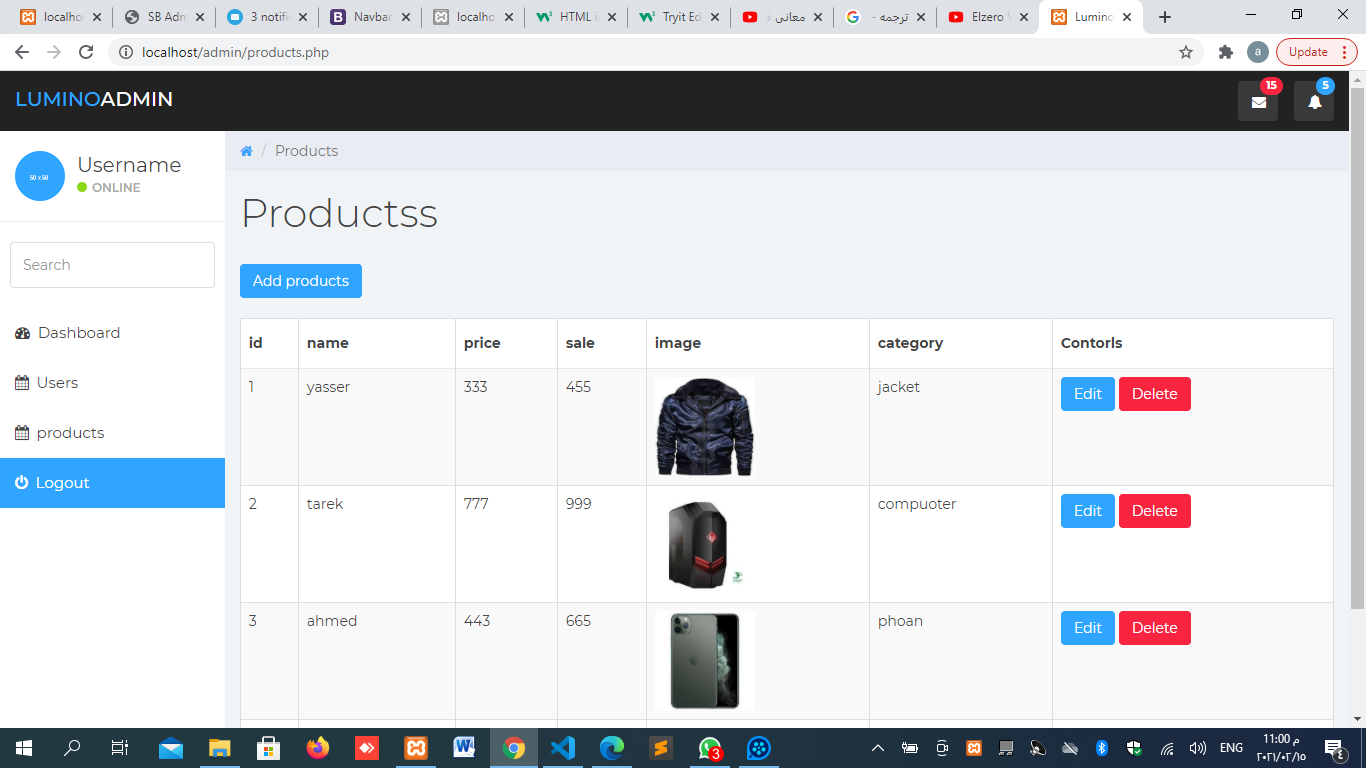 localho
SB Adm
3 notifi
Navbar
localho
HTML i
Tryit Ed
معاني
ترجمه -
Elzero
Lumino
localhost/admin/products.php
a
Update
LUMINOADMIN
15
5
50 x 50
Username
ONLINE
Products
Productss
Search
Add products
Dashboard
Users
products
Logout
id name price sale image category Contorls
1 yasser 333 455 jacket Edit Delete
2 tarek 777 999 compuoter Edit Delete
3 ahmed 443 665 phoan Edit Delete
3
ENG
11:00 م
٢٠٢١/٠٢/١٥
٤